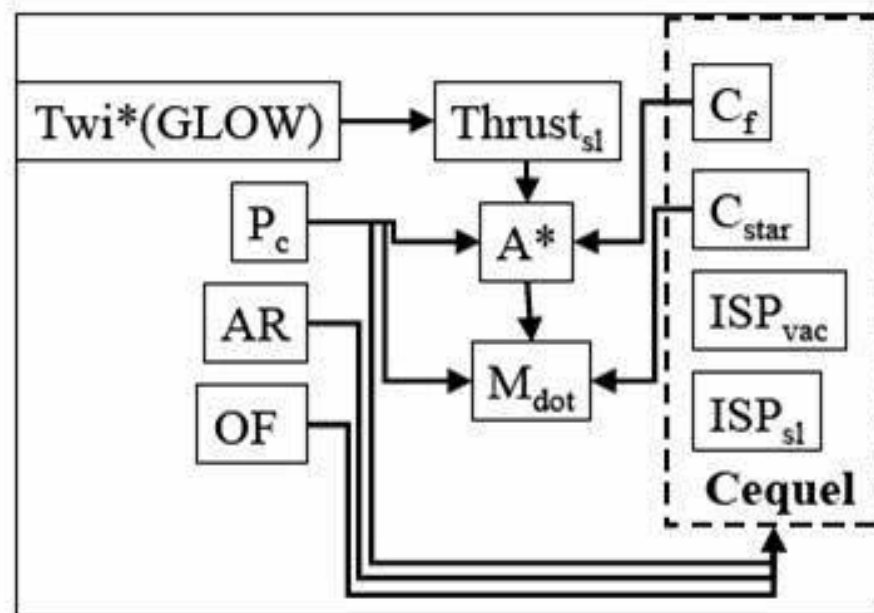 Twi*(GLOW)
Thrust_sl
C_f
P_c
A*
C_star
AR
ISP_vac
M_dot
OF
ISP_sl
Cequel